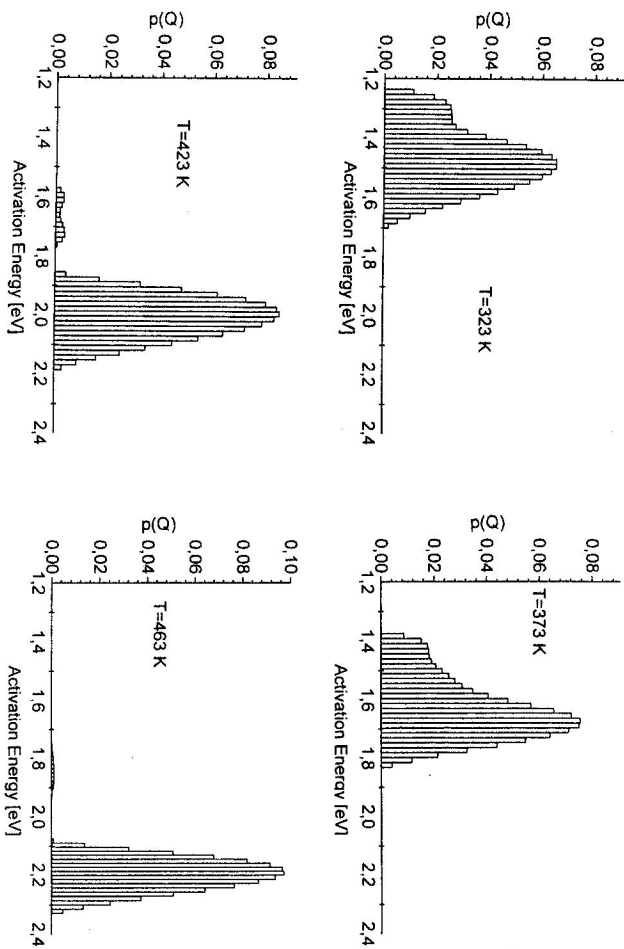 p(Q)
0,00 0,02 0,04 0,06 0,08
1,2 1,4 1,6 1,8 2,0 2,2 2,4
T=323 K
Activation Energy [eV]
p(Q)
0,00 0,02 0,04 0,06 0,08
1,2 1,4 1,6 1,8 2,0 2,2 2,4
T=373 K
Activation Energy [eV]
p(Q)
0,00 0,02 0,04 0,06 0,08
1,2 1,4 1,6 1,8 2,0 2,2 2,4
T=423 K
Activation Energy [eV]
p(Q)
0,00 0,02 0,04 0,06 0,08 0,10
1,2 1,4 1,6 1,8 2,0 2,2 2,4
T=463 K
Activation Energy [eV]